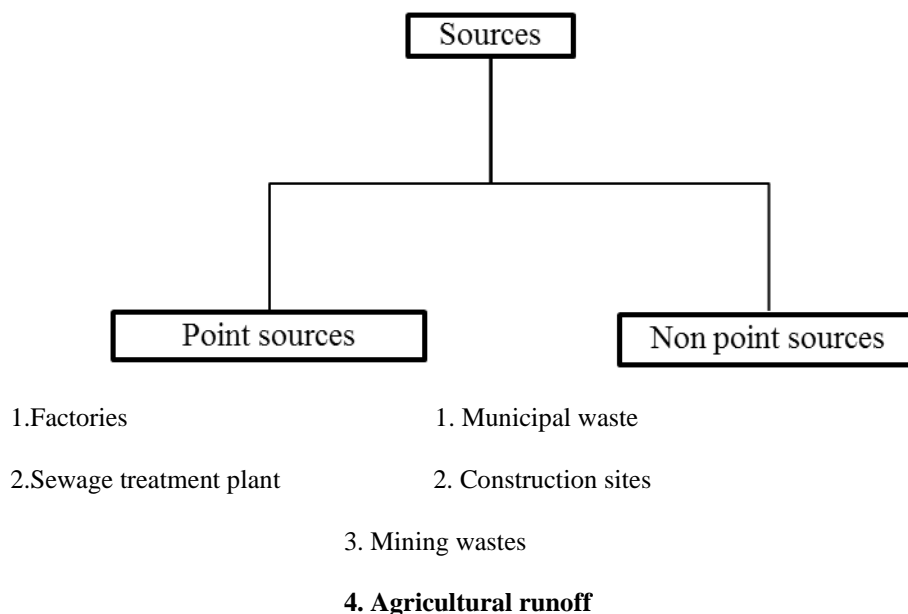 Sources
Point sources
Non point sources
1.Factories 1. Municipal waste
2.Sewage treatment plant 2. Construction sites
3. Mining wastes
4. Agricultural runoff